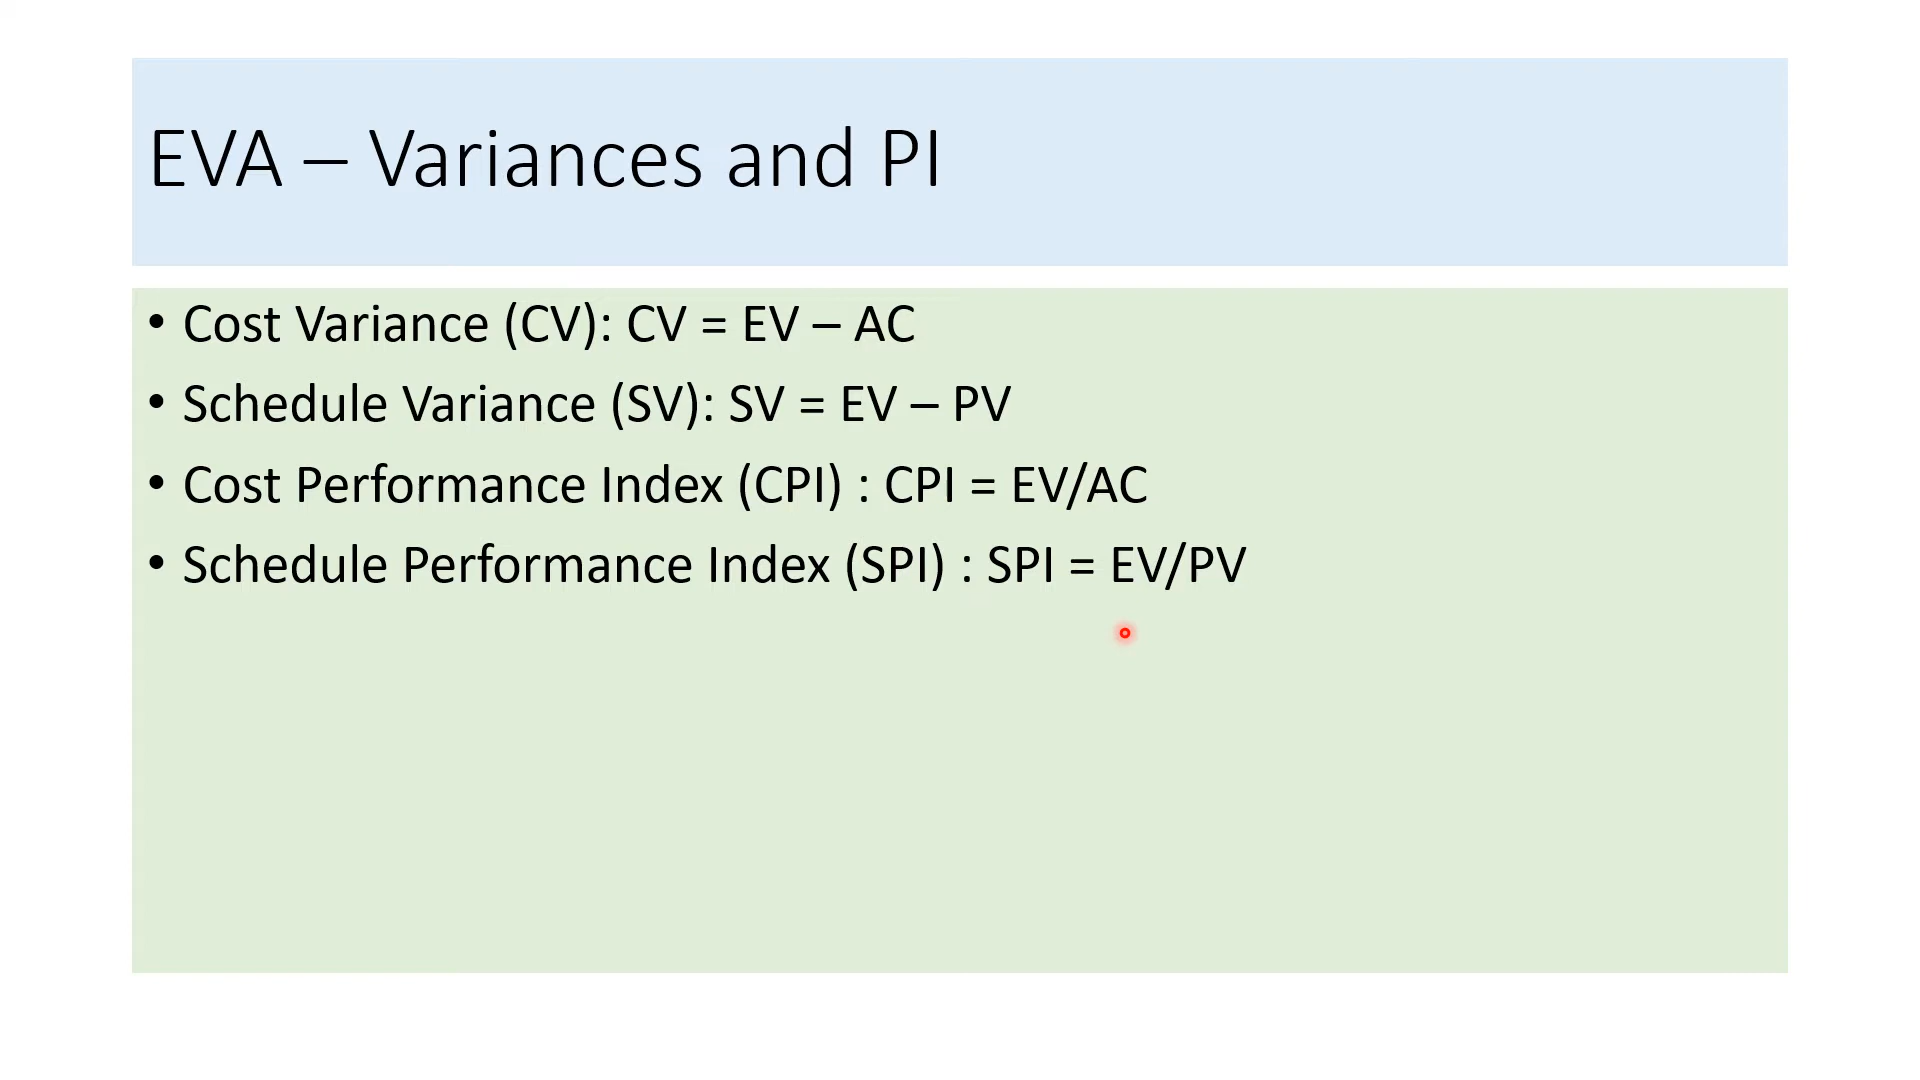 EVA – Variances and PI
• Cost Variance (CV): CV = EV – AC
• Schedule Variance (SV): SV = EV – PV
• Cost Performance Index (CPI) : CPI = EV/AC
• Schedule Performance Index (SPI) : SPI = EV/PV